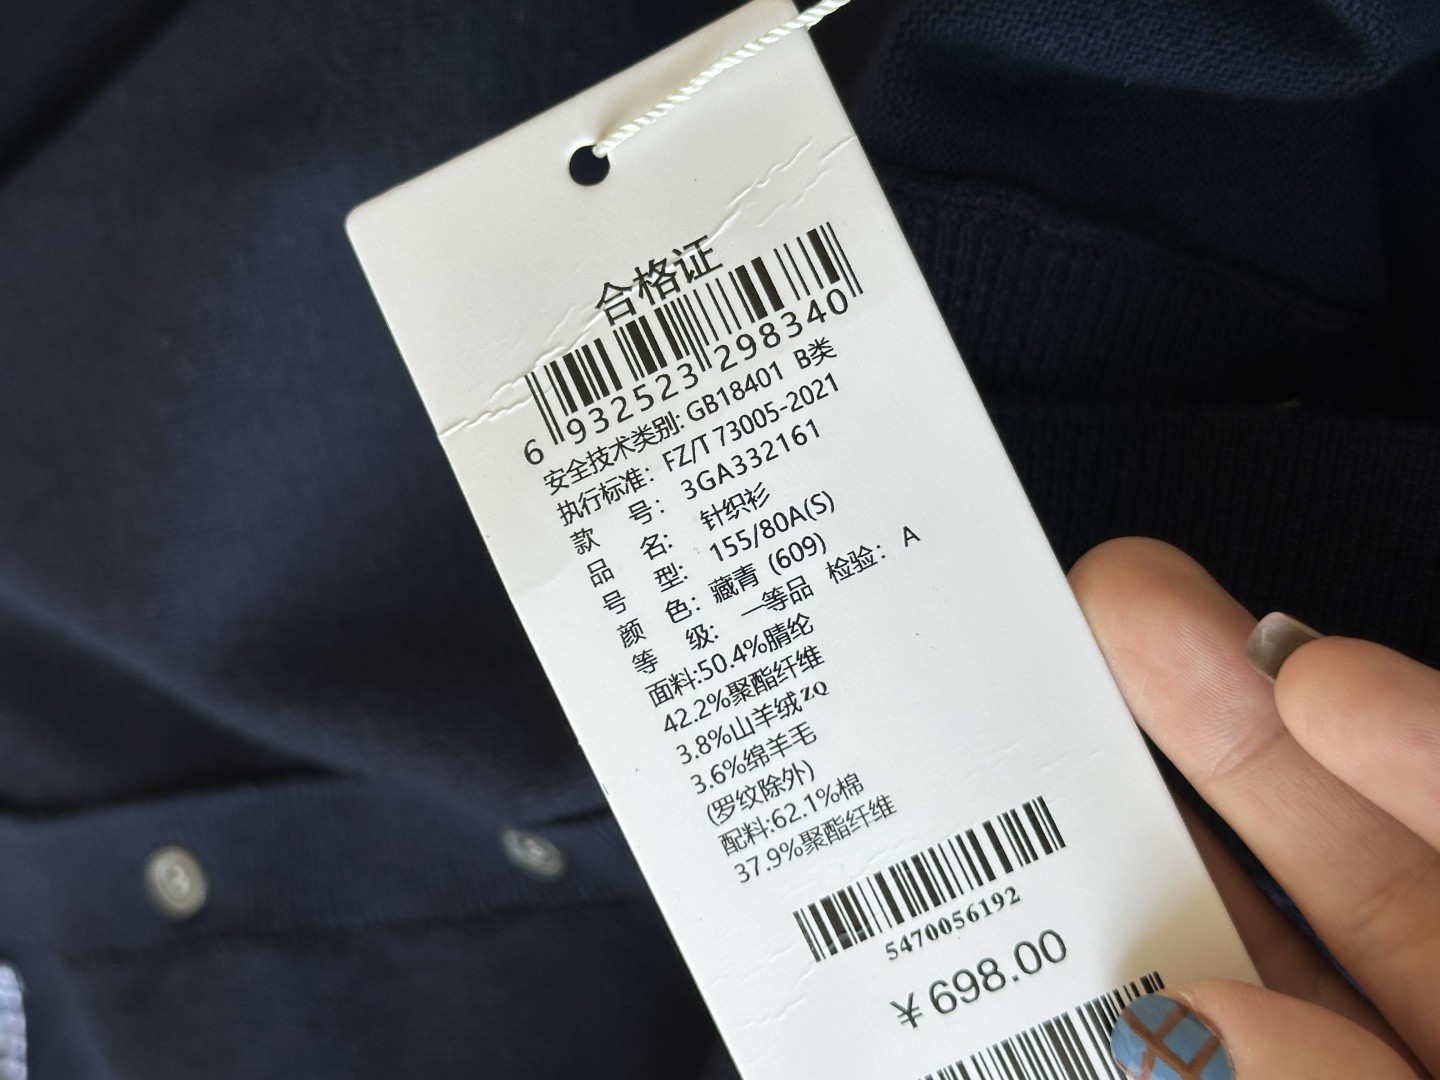 合格证
6 932523 298340
安全技术类别: GB18401 B类
执行标准: FZ/T 73005-2021
款 号: 3GA332161
品 名: 针织衫
号 型: 155/80A(S)
颜 色: 藏青 (609)
等 级: 一等品 检验: A
面料:50.4%腈纶
42.2%聚酯纤维
3.8%山羊绒ZQ
3.6%绵羊毛
(罗纹除外)
配料:62.1%棉
37.9%聚酯纤维
5470056192
¥698.00